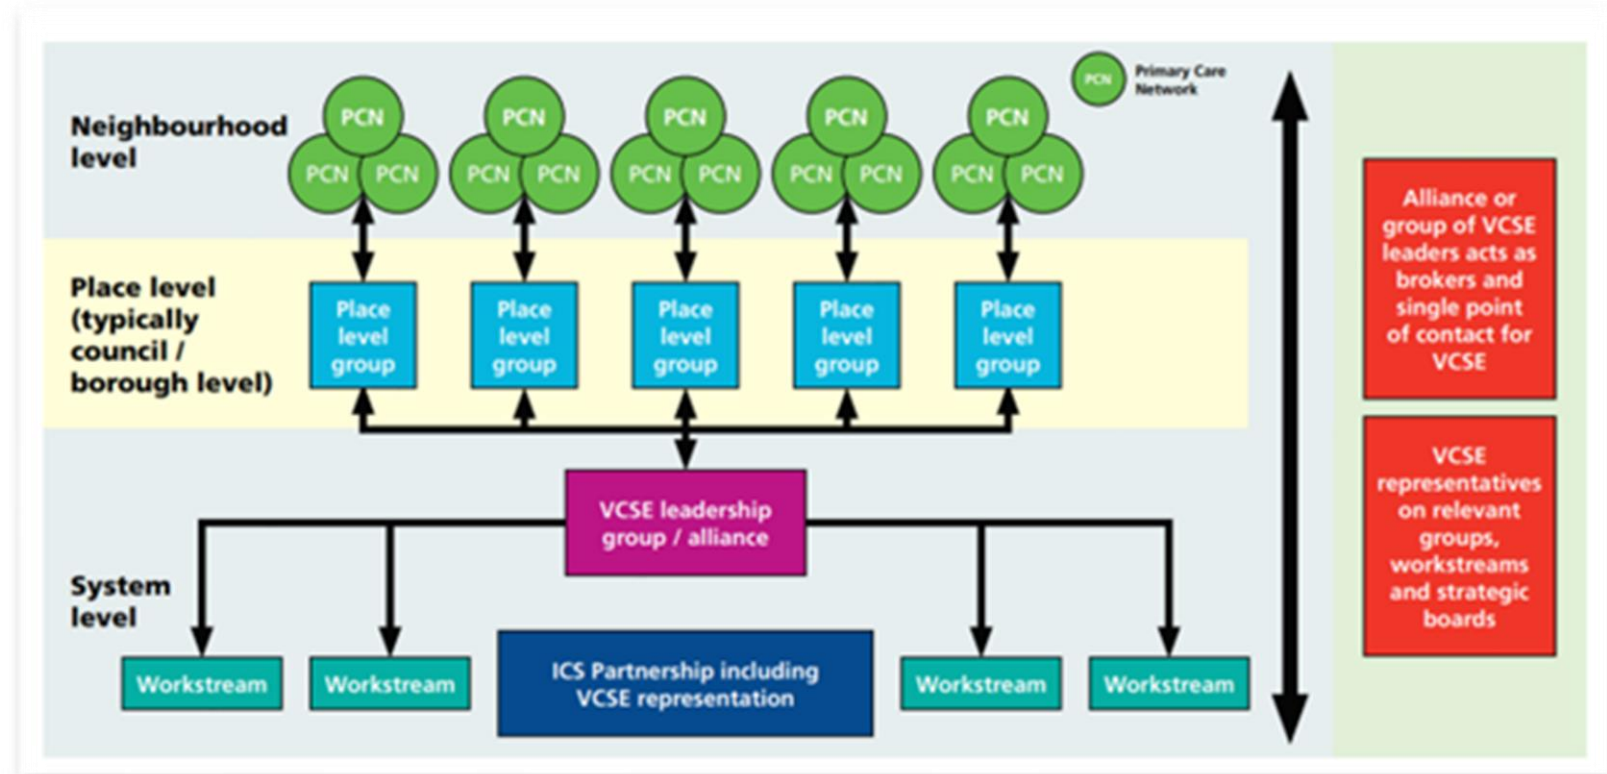 PCN
Primary Care
Network
Neighbourhood
level
PCN
PCN
PCN
PCN
PCN
PCN PCN
PCN PCN
PCN PCN
PCN PCN
PCN PCN
Place level
(typically
council /
borough level)
Place
level
group
Place
level
group
Place
level
group
Place
level
group
Place
level
group
System
level
VCSE leadership
group / alliance
Workstream
Workstream
ICS Partnership including
VCSE representation
Workstream
Workstream
Alliance or
group of VCSE
leaders acts as
brokers and
single point
of contact for
VCSE
VCSE
representatives
on relevant
groups,
workstreams
and strategic
boards